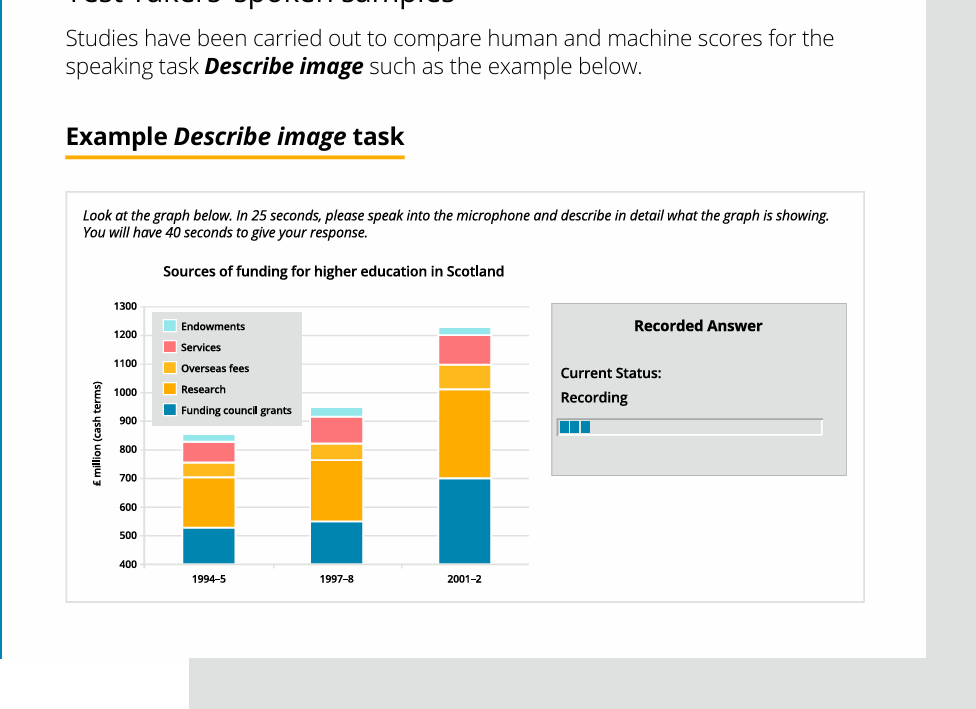 Test Takers' spoken samples
Studies have been carried out to compare human and machine scores for the
speaking task Describe image such as the example below.
Example Describe image task
Look at the graph below. In 25 seconds, please speak into the microphone and describe in detail what the graph is showing.
You will have 40 seconds to give your response.
Sources of funding for higher education in Scotland
1300
1200
1100
1000
900
800
700
600
500
400
£ million (cash terms)
Endowments
Services
Overseas fees
Research
Funding council grants
1994–5
1997–8
2001–2
Recorded Answer
Current Status:
Recording